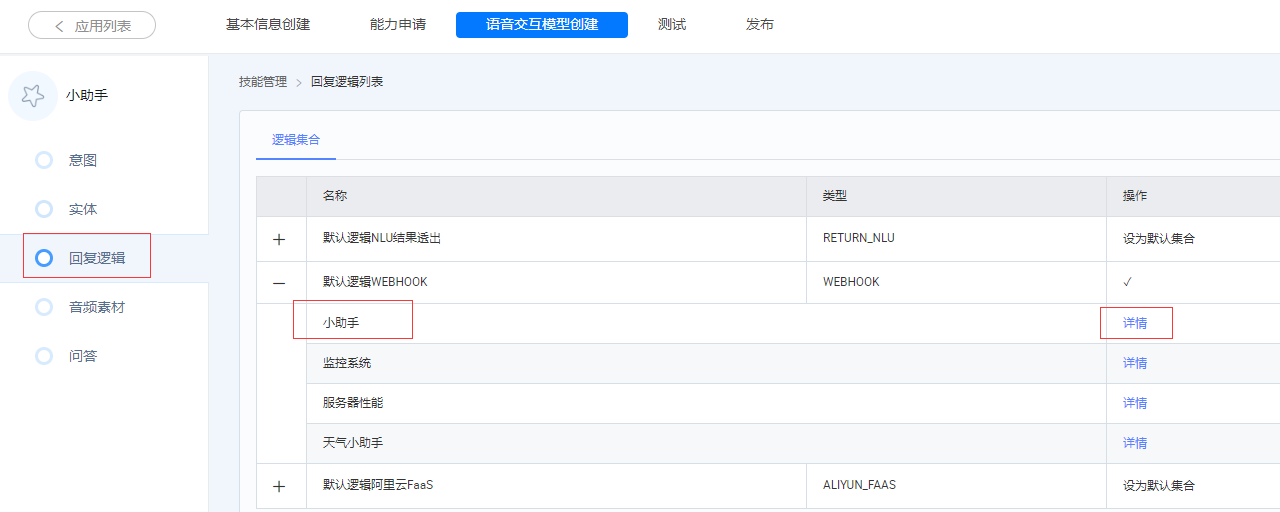 应用列表 基本信息创建 能力申请 语音交互模型创建 测试 发布
小助手
意图
实体
回复逻辑
音频素材
问答
技能管理 > 回复逻辑列表
逻辑集合
名称 类型 操作
默认逻辑NLU结果透出 RETURN_NLU 设为默认集合
默认逻辑WEBHOOK WEBHOOK ✓
小助手 详情
监控系统 详情
服务器性能 详情
天气小助手 详情
默认逻辑阿里云FaaS ALIYUN_FAAS 设为默认集合